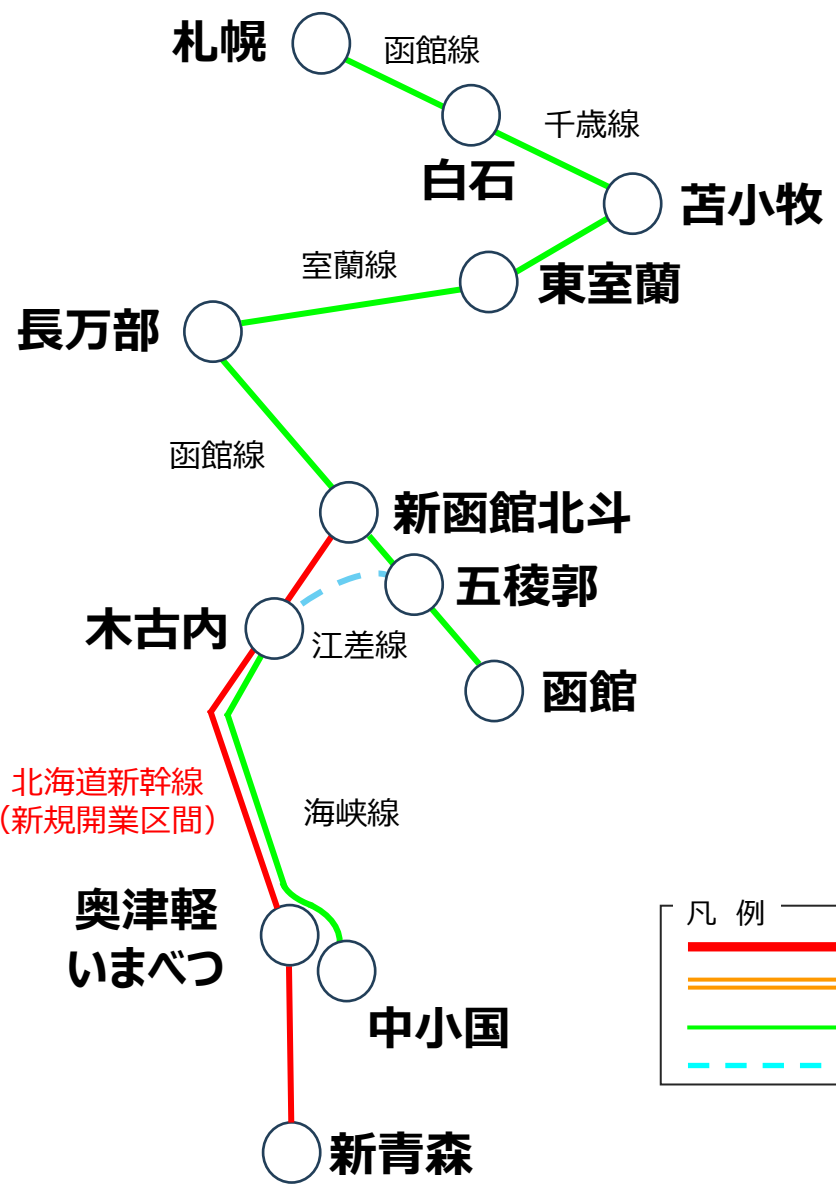 札幌
函館線
千歳線
白石
苫小牧
室蘭線
東室蘭
長万部
函館線
新函館北斗
五稜郭
木古内
江差線
函館
北海道新幹線
（新規開業区間）
海峡線
奥津軽
いまべつ
凡 例
中小国
新青森